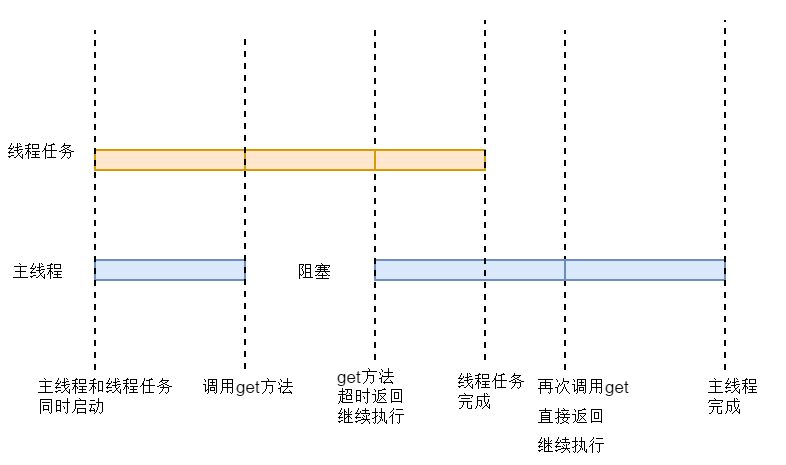 线程任务
主线程
阻塞
主线程和线程任务
同时启动
调用get方法
get方法
超时返回
继续执行
线程任务
完成
再次调用get
直接返回
继续执行
主线程
完成